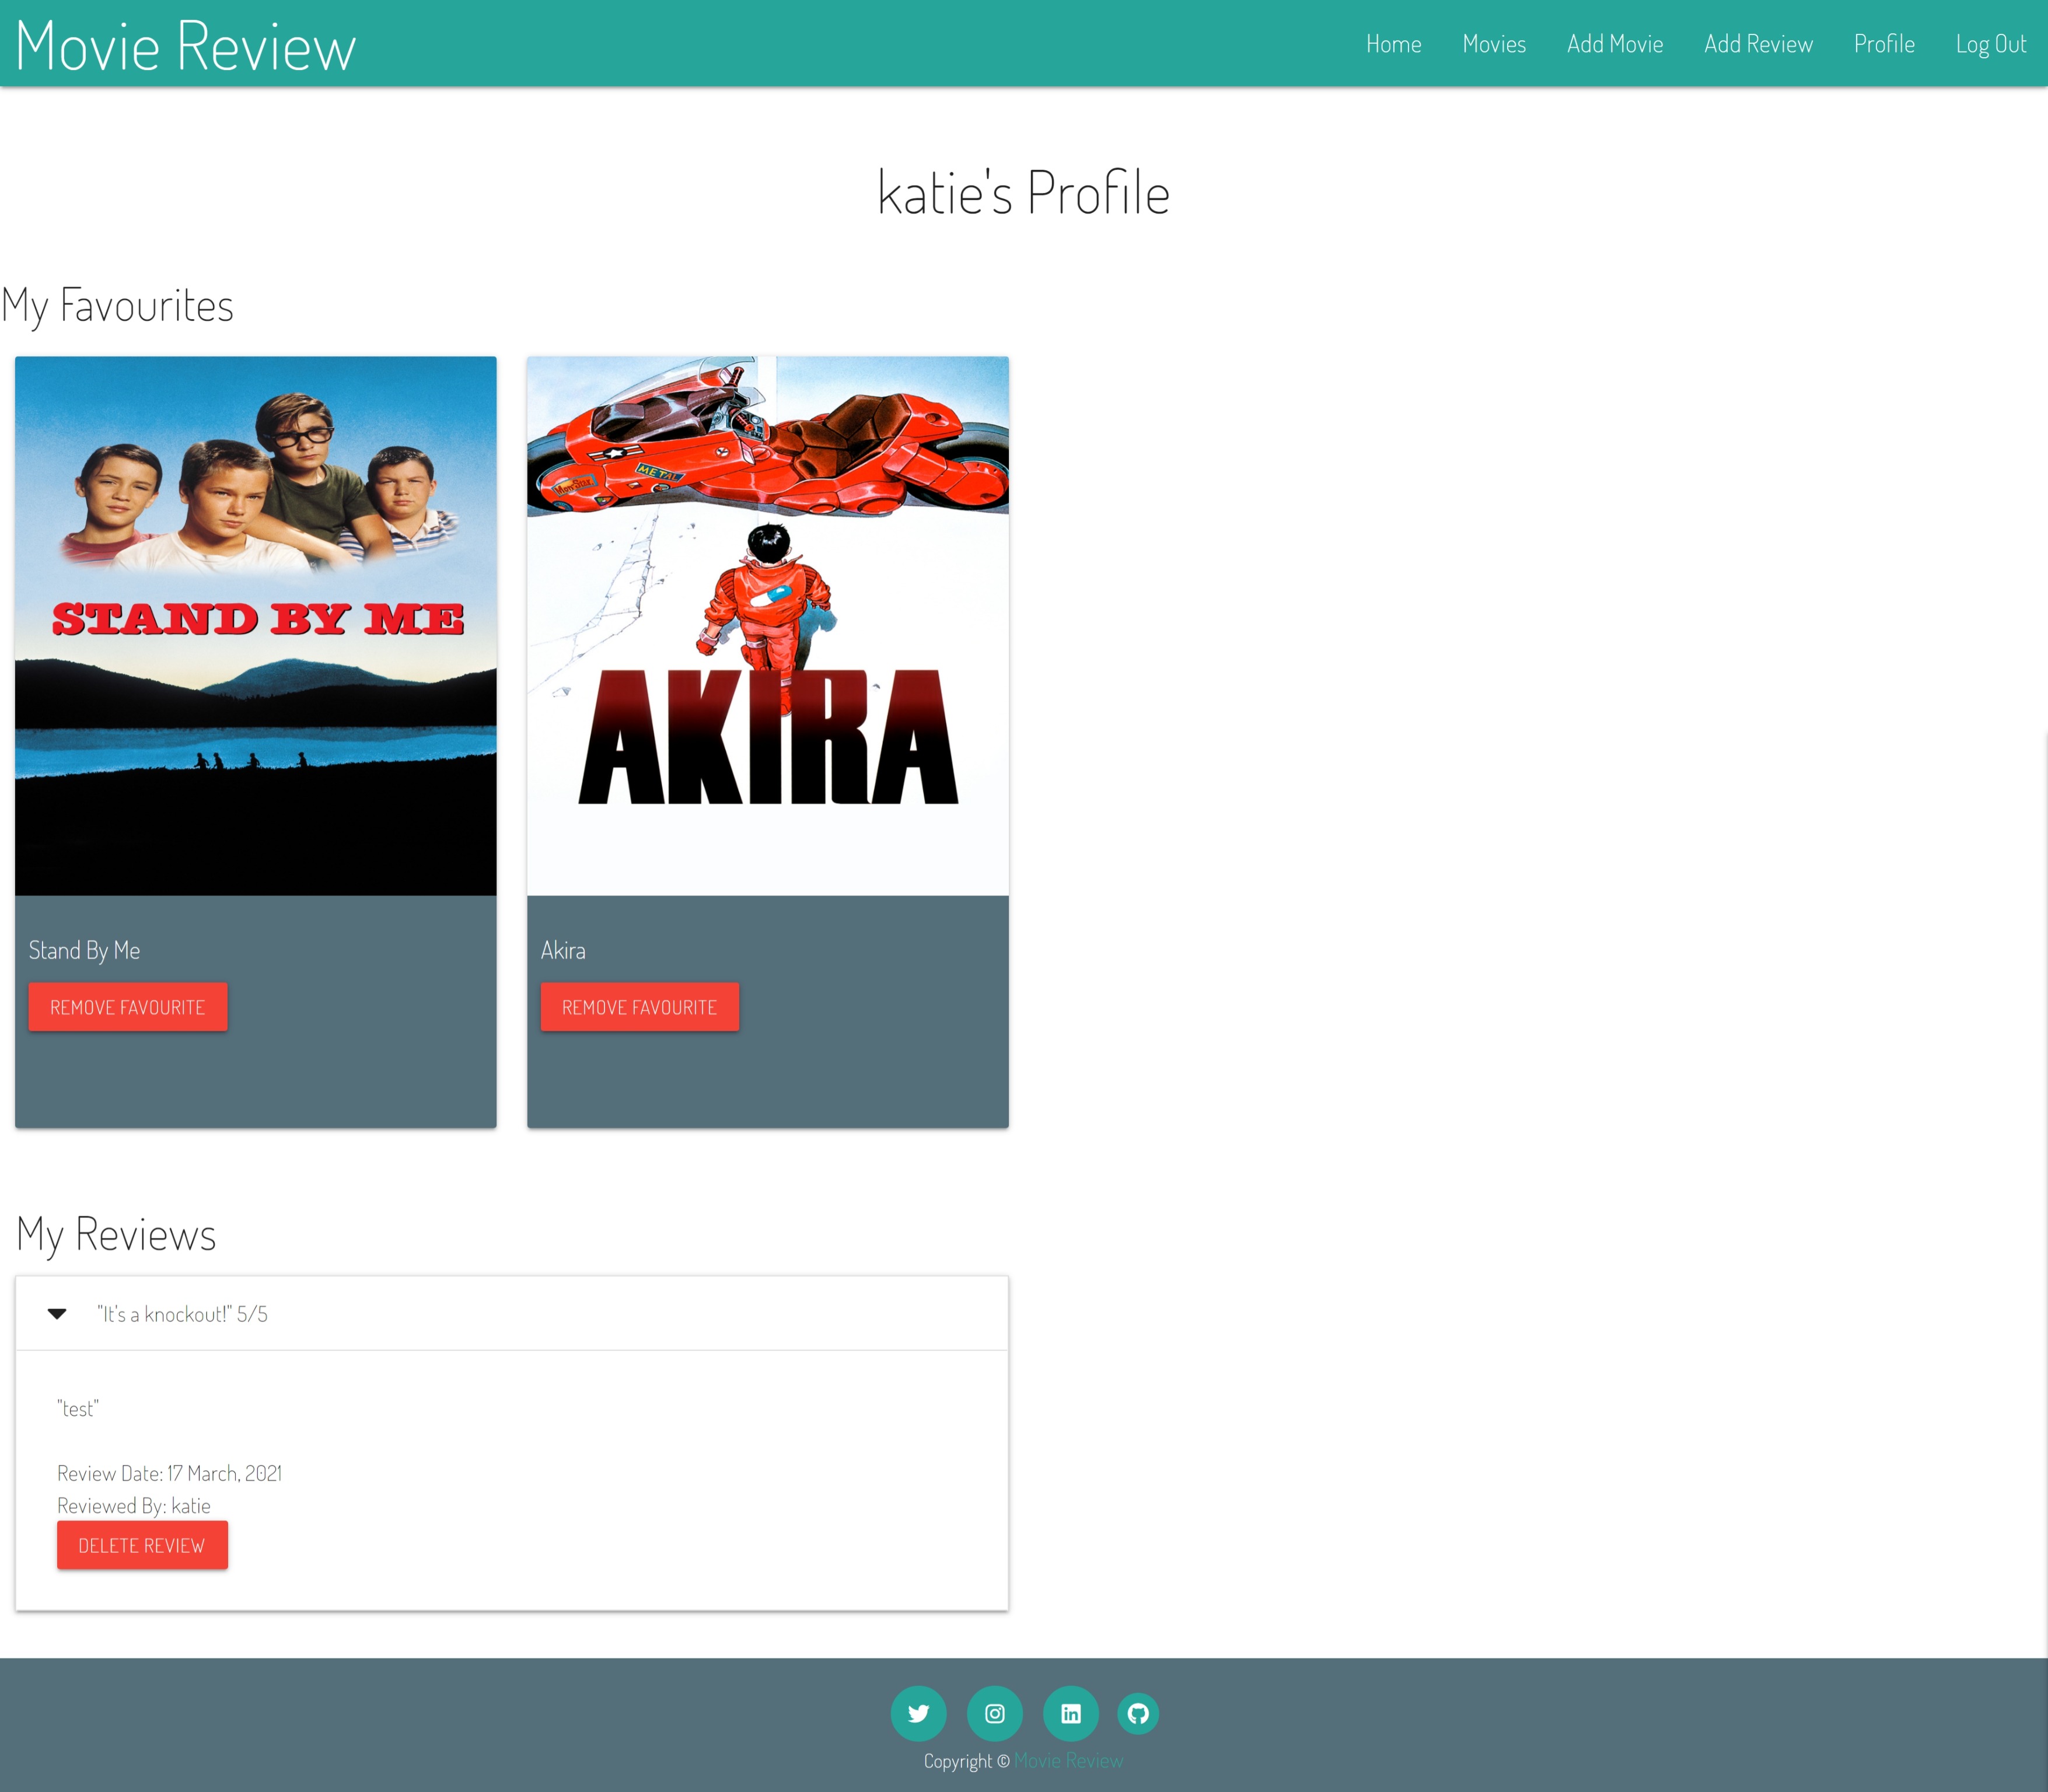 Movie Review
Home Movies Add Movie Add Review Profile Log Out
katie's Profile
My Favourites
STAND BY ME
METAL
AKIRA
Stand By Me
REMOVE FAVOURITE
Akira
REMOVE FAVOURITE
My Reviews
"It's a knockout!" 5/5
"test"
Review Date: 17 March, 2021
Reviewed By: katie
DELETE REVIEW
in
Copyright © Movie Review